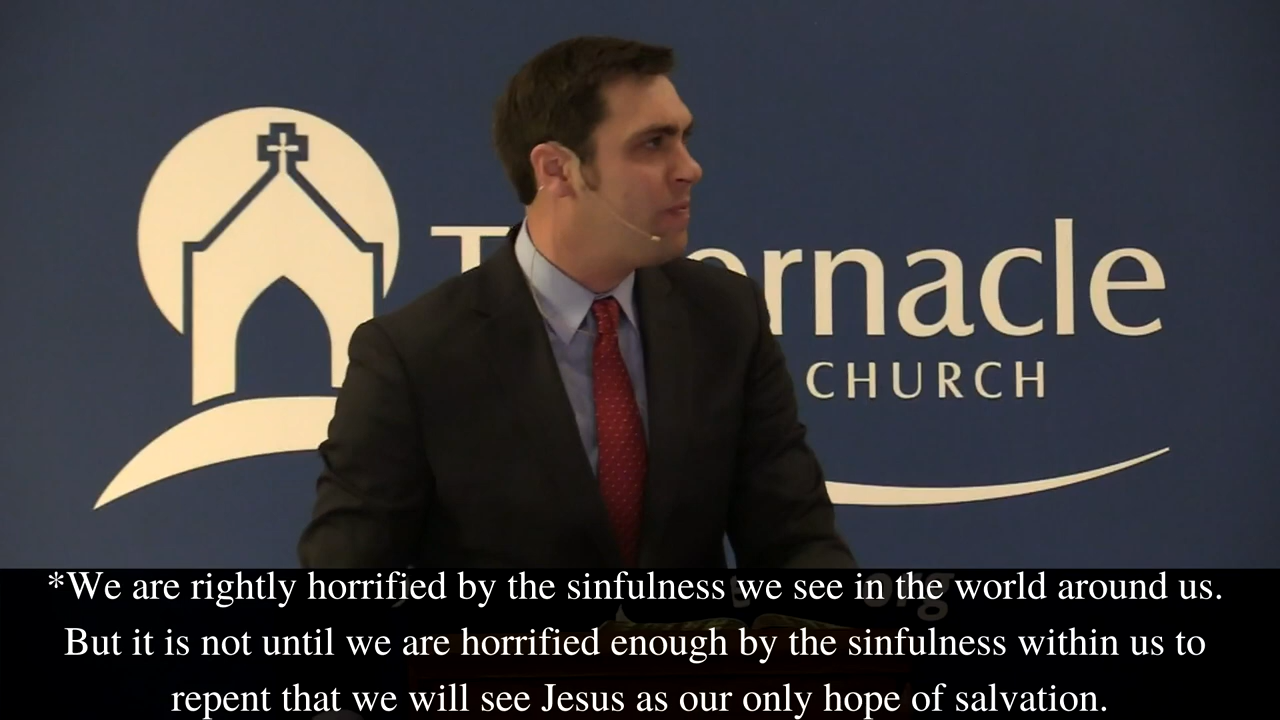 ernacle
CHURCH
*We are rightly horrified by the sinfulness we see in the world around us.
But it is not until we are horrified enough by the sinfulness within us to
repent that we will see Jesus as our only hope of salvation.